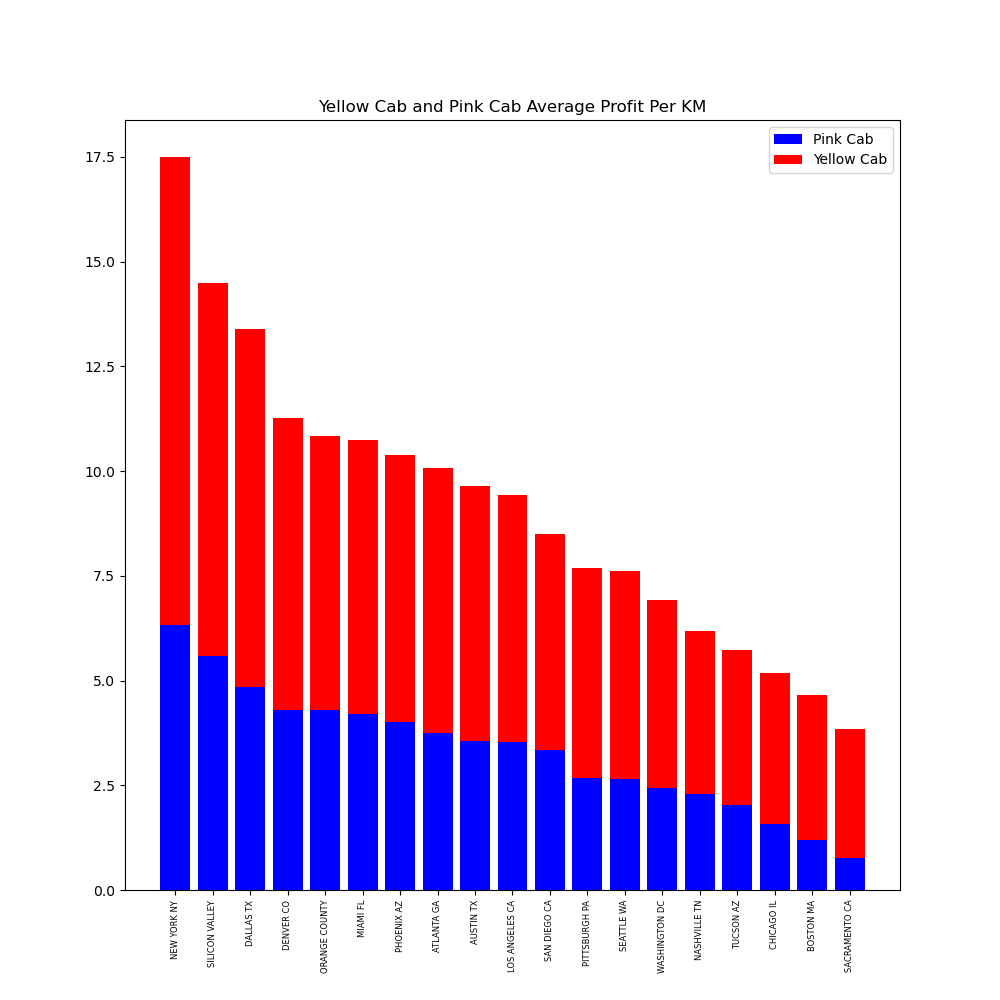 Yellow Cab and Pink Cab Average Profit Per KM
Pink Cab
Yellow Cab
17.5
15.0
12.5
10.0
7.5
5.0
2.5
0.0
NEW YORK NY
SILICON VALLEY
DALLAS TX
DENVER CO
ORANGE COUNTY
MIAMI FL
PHOENIX AZ
ATLANTA GA
AUSTIN TX
LOS ANGELES CA
SAN DIEGO CA
PITTSBURGH PA
SEATTLE WA
WASHINGTON DC
NASHVILLE TN
TUCSON AZ
CHICAGO IL
BOSTON MA
SACRAMENTO CA